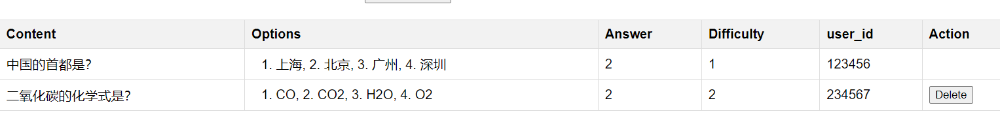 Content Options Answer Difficulty user_id Action
中国的首都是? 1. 上海, 2. 北京, 3. 广州, 4. 深圳 2 1 123456
二氧化碳的化学式是? 1. CO, 2. CO2, 3. H2O, 4. O2 2 2 234567 Delete